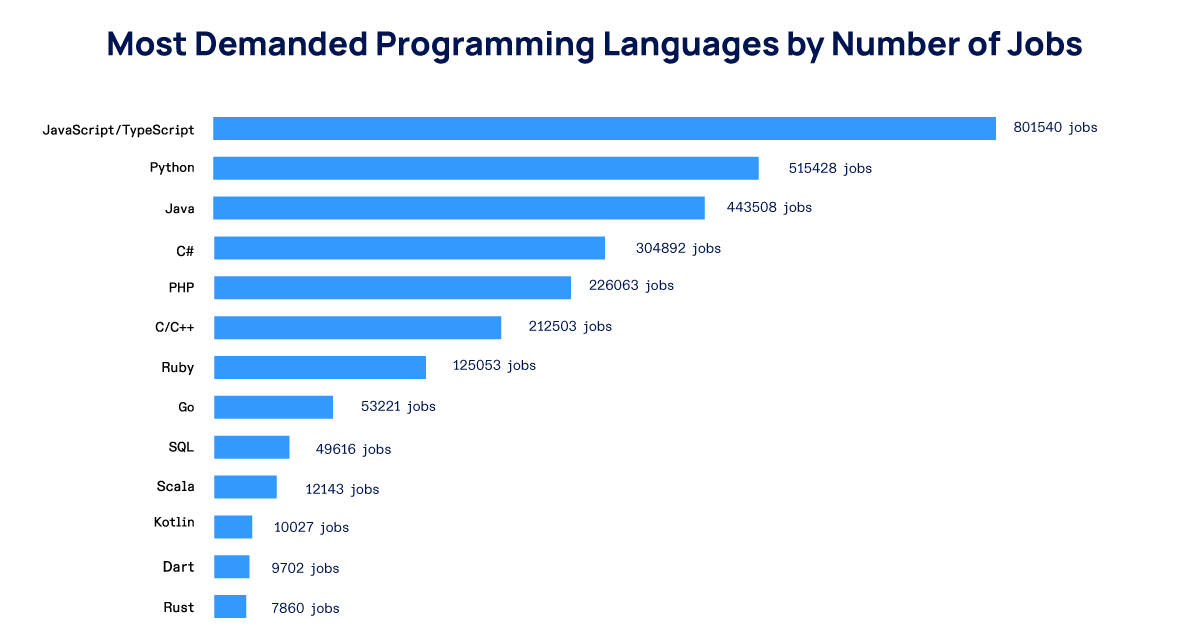 Most Demanded Programming Languages by Number of Jobs
JavaScript/TypeScript 801540 jobs
Python 515428 jobs
Java 443508 jobs
C# 304892 jobs
PHP 226063 jobs
C/C++ 212503 jobs
Ruby 125053 jobs
Go 53221 jobs
SQL 49616 jobs
Scala 12143 jobs
Kotlin 10027 jobs
Dart 9702 jobs
Rust 7860 jobs